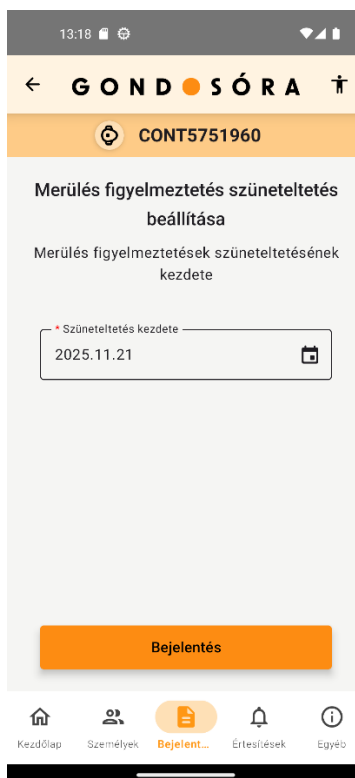 13:18
GONDOSÓRA
CONT5751960
Merülés figyelmeztetés szüneteltetés
beállítása
Merülés figyelmeztetések szüneteltetésének
kezdete
* Szüneteltetés kezdete
2025.11.21
Bejelentés
Kezdőlap Személyek Bejelent... Értesítések Egyéb